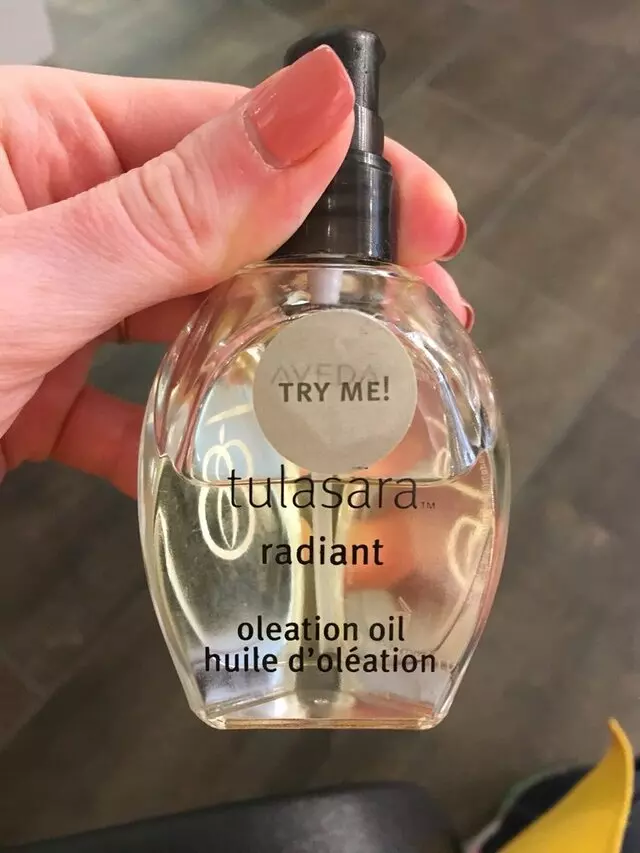 AVEDA
TRY ME!
tulasara™
radiant
oleation oil
huile d'oléation